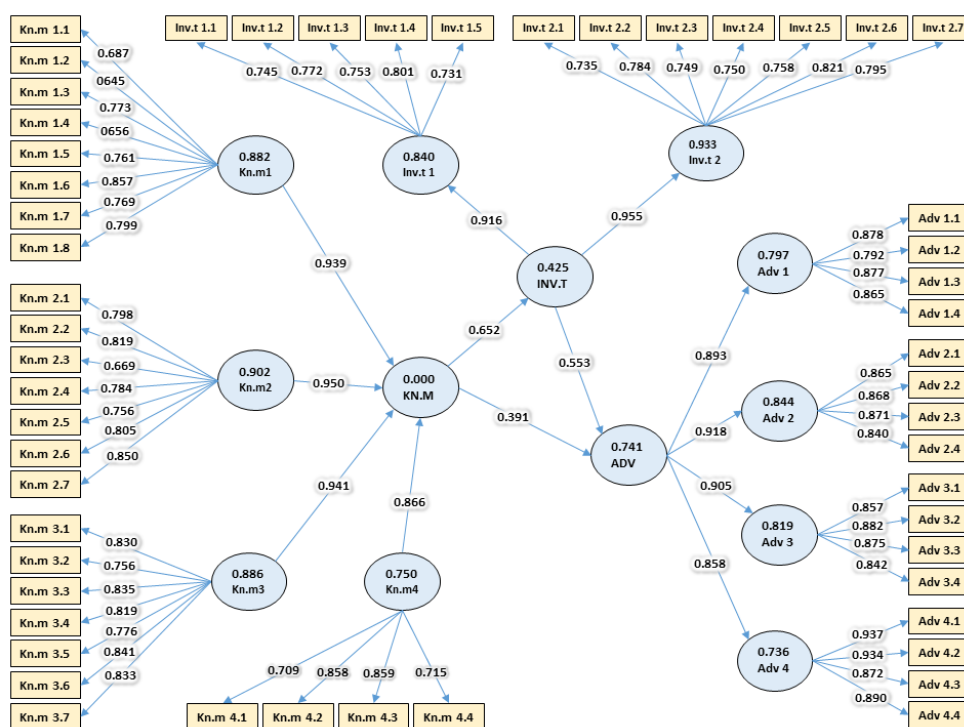 Kn.m 1.1
Kn.m 1.2
Kn.m 1.3
Kn.m 1.4
Kn.m 1.5
Kn.m 1.6
Kn.m 1.7
Kn.m 1.8
0.687
0645
0.773
0656
0.761
0.857
0.769
0.799
0.882
Kn.m1
Inv.t 1.1
Inv.t 1.2
Inv.t 1.3
Inv.t 1.4
Inv.t 1.5
0.745
0.772
0.753
0.801
0.731
0.840
Inv.t 1
Inv.t 2.1
Inv.t 2.2
Inv.t 2.3
Inv.t 2.4
Inv.t 2.5
Inv.t 2.6
Inv.t 2.7
0.735
0.784
0.749
0.750
0.758
0.821
0.795
0.933
Inv.t 2
0.916
0.955
0.425
INV.T
0.939
0.652
0.553
Kn.m 2.1
Kn.m 2.2
Kn.m 2.3
Kn.m 2.4
Kn.m 2.5
Kn.m 2.6
Kn.m 2.7
0.798
0.819
0.669
0.784
0.756
0.805
0.850
0.902
Kn.m2
0.950
0.000
KN.M
0.391
0.741
ADV
0.941
0.866
Kn.m 3.1
Kn.m 3.2
Kn.m 3.3
Kn.m 3.4
Kn.m 3.5
Kn.m 3.6
Kn.m 3.7
0.830
0.756
0.835
0.819
0.776
0.841
0.833
0.886
Kn.m3
0.750
Kn.m4
0.709
0.858
0.859
0.715
Kn.m 4.1
Kn.m 4.2
Kn.m 4.3
Kn.m 4.4
0.893
0.918
0.905
0.858
0.797
Adv 1
0.878
0.792
0.877
0.865
Adv 1.1
Adv 1.2
Adv 1.3
Adv 1.4
0.844
Adv 2
0.865
0.868
0.871
0.840
Adv 2.1
Adv 2.2
Adv 2.3
Adv 2.4
0.819
Adv 3
0.857
0.882
0.875
0.842
Adv 3.1
Adv 3.2
Adv 3.3
Adv 3.4
0.736
Adv 4
0.937
0.934
0.872
0.890
Adv 4.1
Adv 4.2
Adv 4.3
Adv 4.4